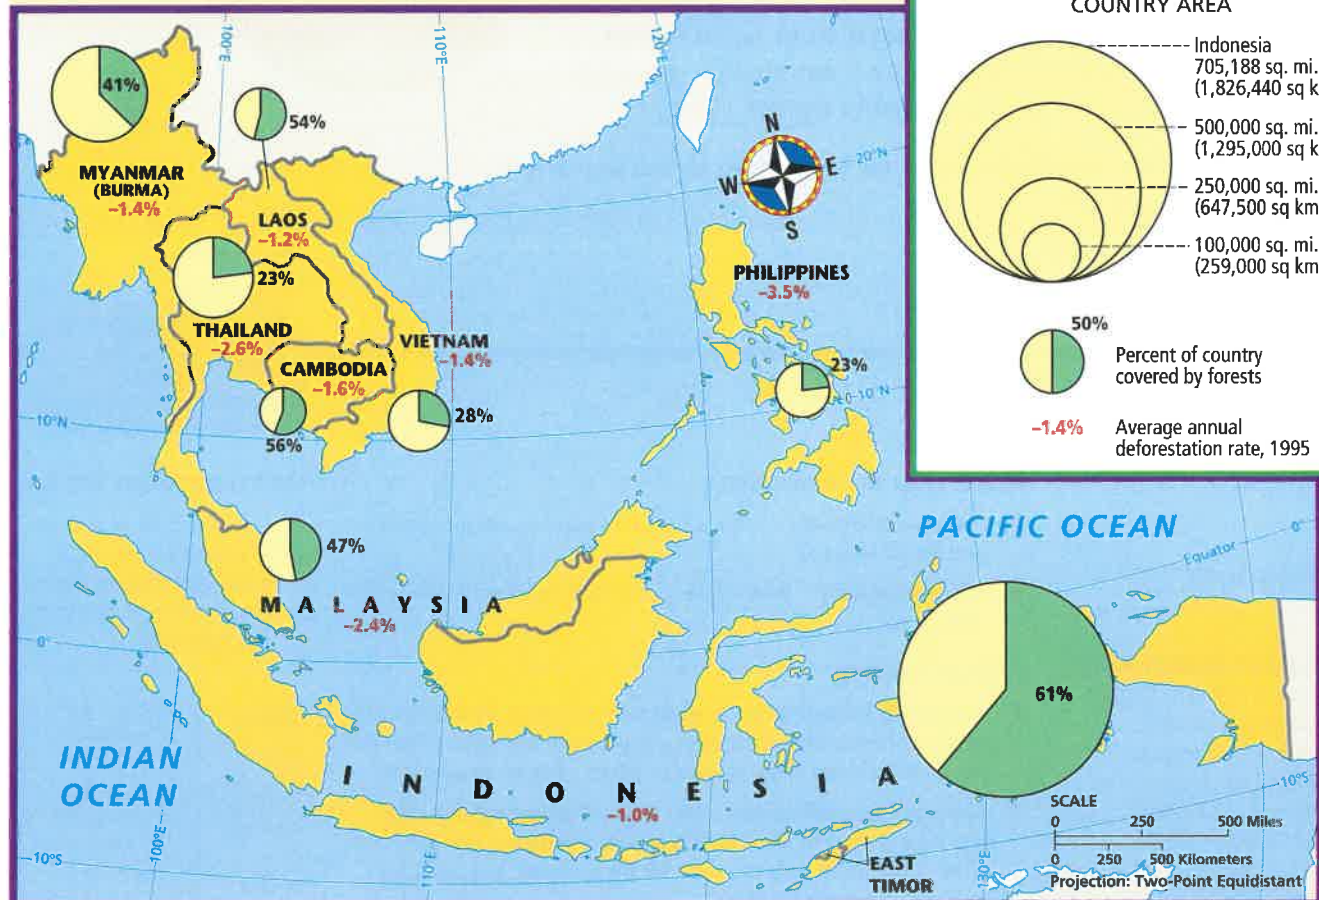 COUNTRY AREA
Indonesia
705,188 sq. mi.
(1,826,440 sq k
500,000 sq. mi.
(1,295,000 sq k
250,000 sq. mi.
(647,500 sq km
100,000 sq. mi.
(259,000 sq km
50%
Percent of country
covered by forests
-1.4%
Average annual
deforestation rate, 1995
100°E
110°E
120°E
20°N
N
E
W
S
41%
54%
MYANMAR
(BURMA)
-1.4%
LAOS
-1.2%
23%
THAILAND
-2.6%
VIETNAM
-1.4%
CAMBODIA
-1.6%
56%
28%
PHILIPPINES
-3.5%
23%
10°N
10°N
47%
MALAYSIA
-2.4%
PACIFIC OCEAN
Equator
0°
0°
61%
INDIAN
OCEAN
INDONESIA
-1.0%
EAST
TIMOR
10°S
10°S
100°E
110°E
130°E
SCALE
0 250 500 Miles
0 250 500 Kilometers
Projection: Two-Point Equidistant